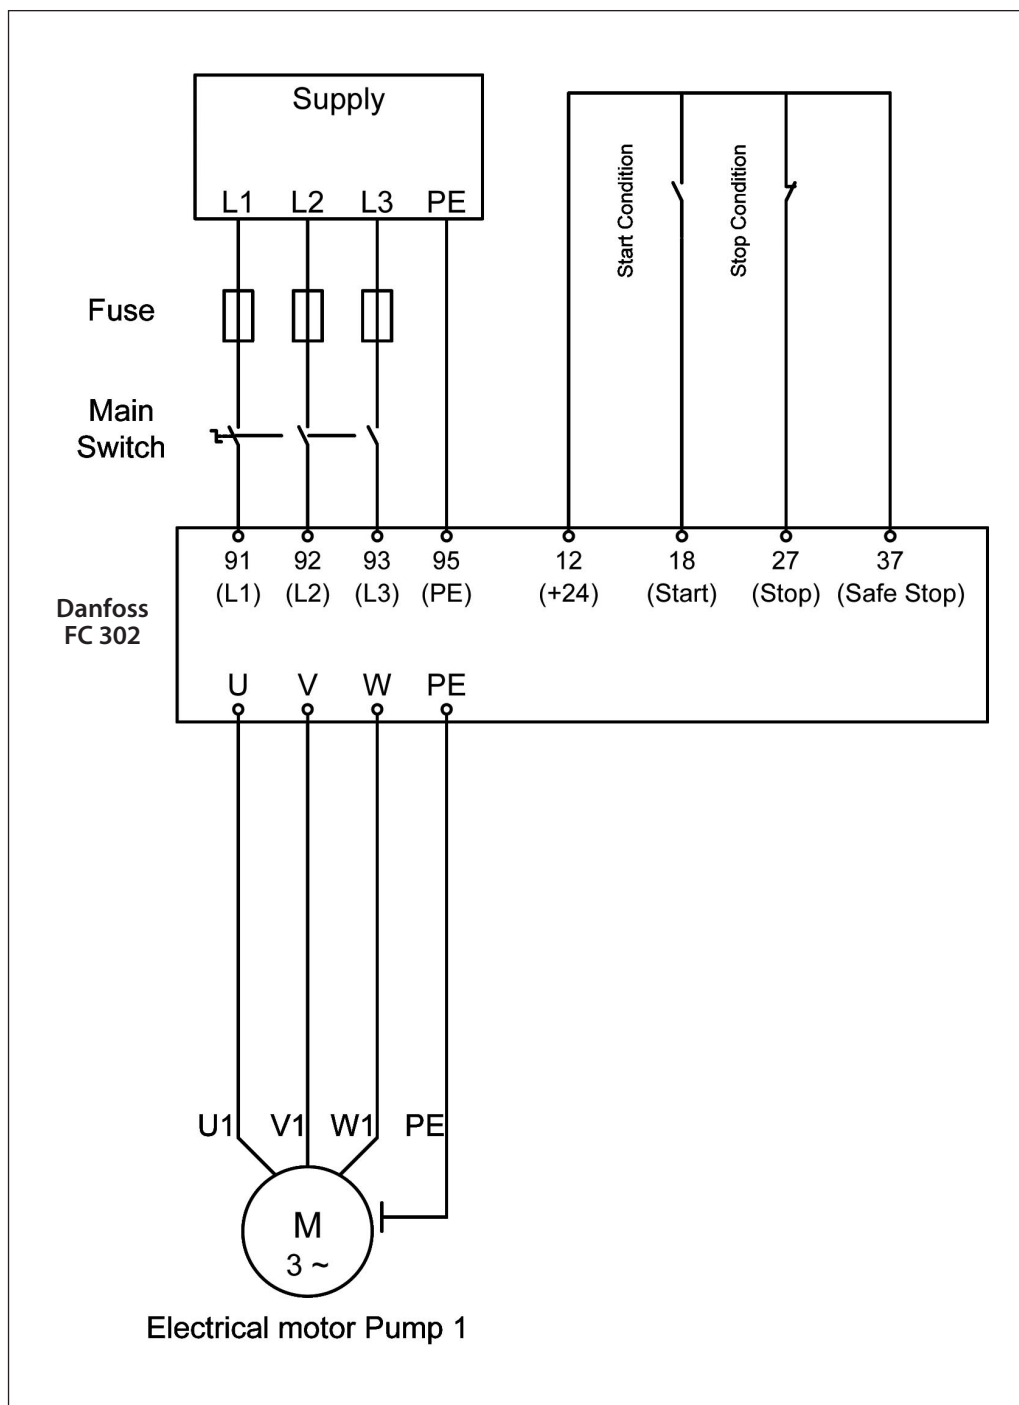 Supply
L1 L2 L3 PE
Start Condition
Stop Condition
Fuse
Main
Switch
91 92 93 95 12 18 27 37
(L1) (L2) (L3) (PE) (+24) (Start) (Stop) (Safe Stop)
Danfoss
FC 302
U V W PE
U1 V1 W1 PE
M
3 ~
Electrical motor Pump 1